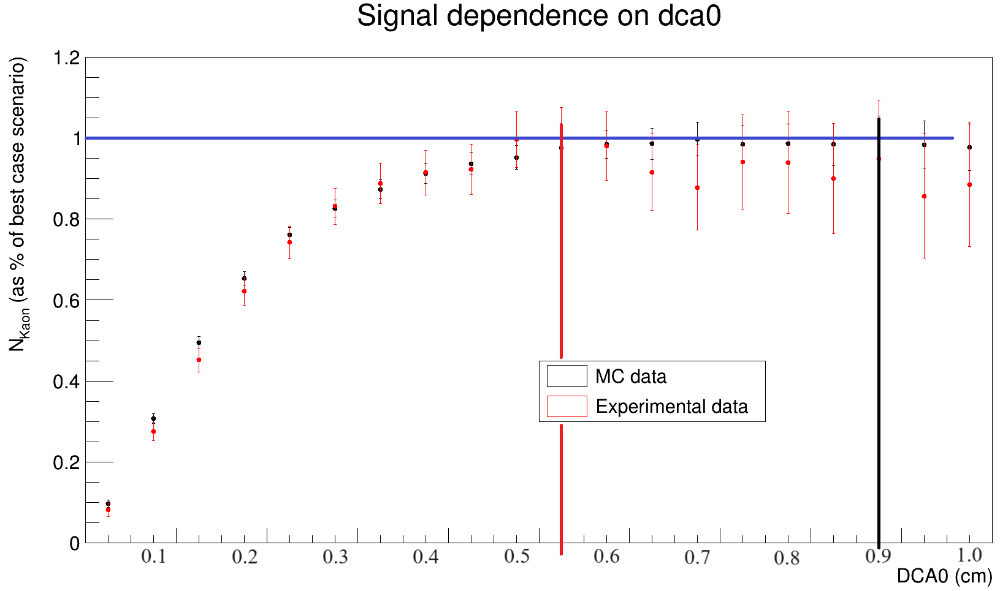 Signal dependence on dca0
N_Kaon (as % of best case scenario)
1.2
1
0.8
0.6
0.4
0.2
0
MC data
Experimental data
0.1 0.2 0.3 0.4 0.5 0.6 0.7 0.8 0.9 1.0
DCA0 (cm)